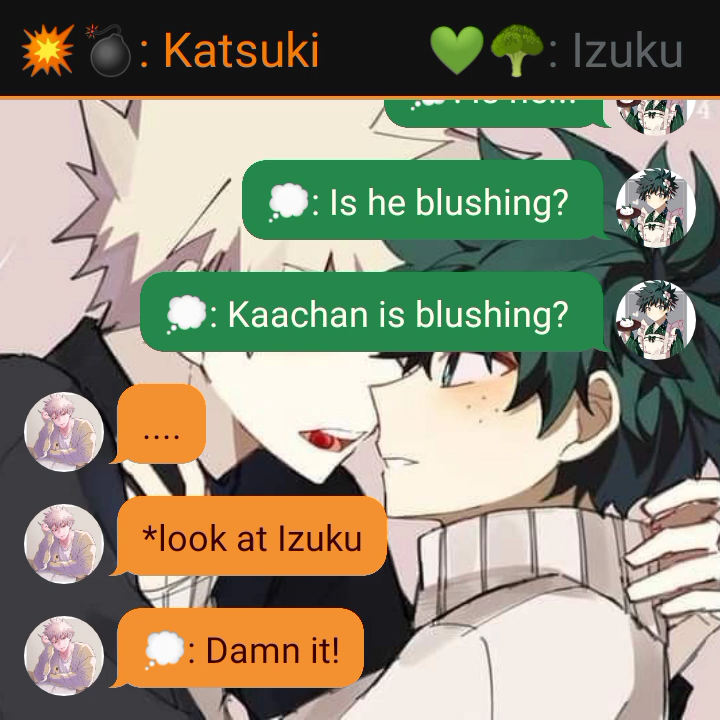 💥💣: Katsuki
💚🥦: Izuku
💭: Is he blushing?
💭: Kaachan is blushing?
....
*look at Izuku
💭: Damn it!